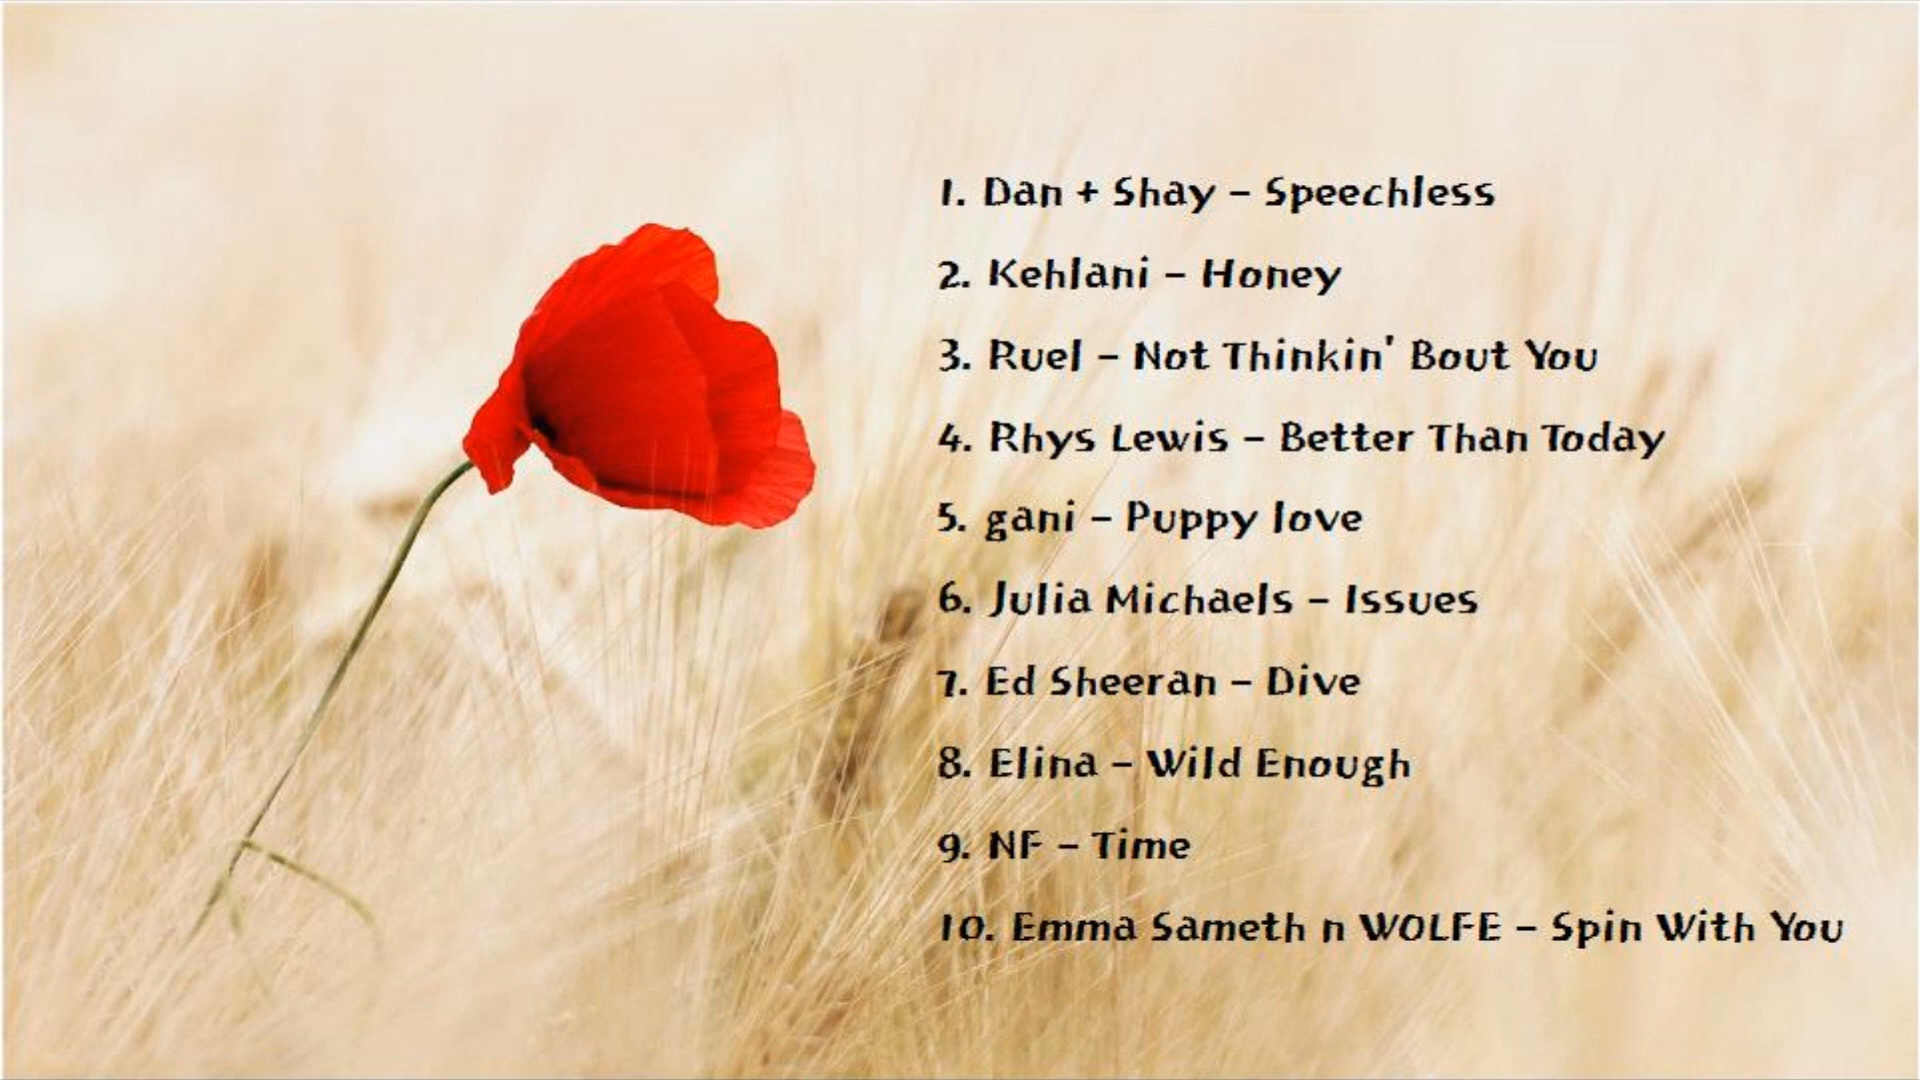 1. Dan + Shay – Speechless
2. Kehlani – Honey
3. Ruel – Not Thinkin' Bout You
4. Rhys Lewis – Better Than Today
5. gani – Puppy love
6. Julia Michaels – Issues
7. Ed Sheeran – Dive
8. Elina – Wild Enough
9. NF – Time
10. Emma Sameth n WOLFE – Spin With You